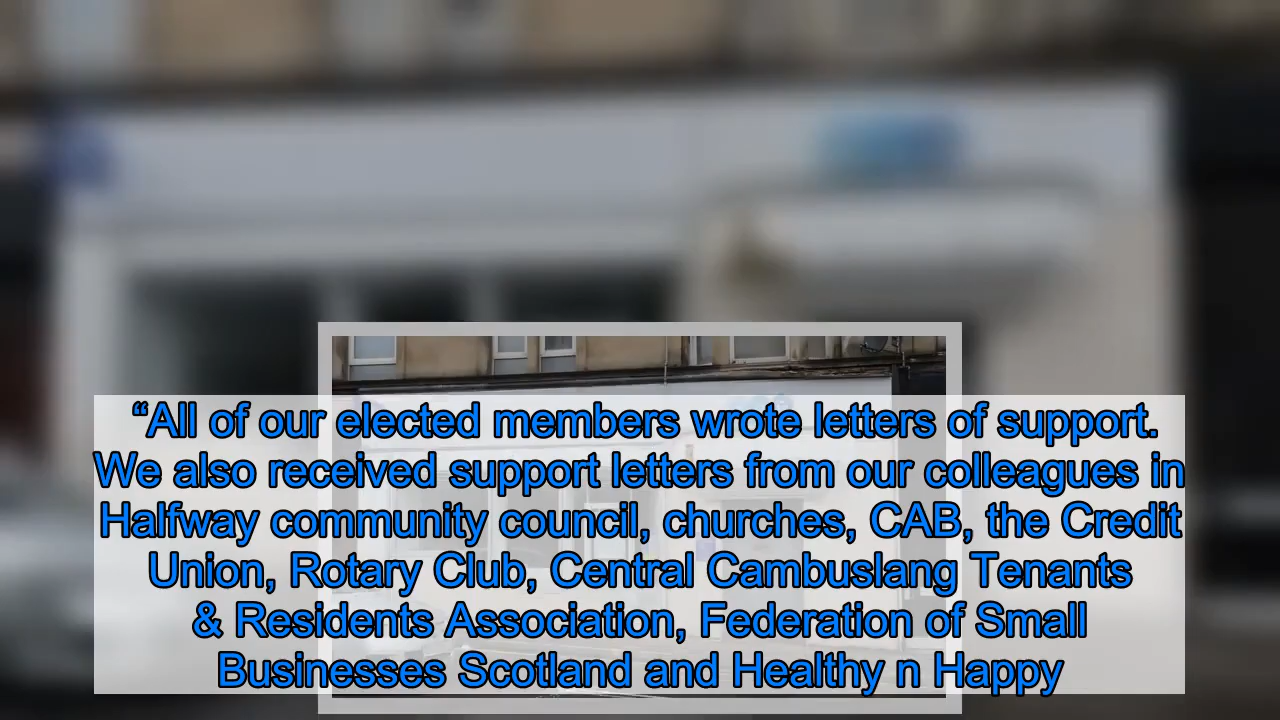 “All of our elected members wrote letters of support.
We also received support letters from our colleagues in
Halfway community council, churches, CAB, the Credit
Union, Rotary Club, Central Cambuslang Tenants
& Residents Association, Federation of Small
Businesses Scotland and Healthy n Happy